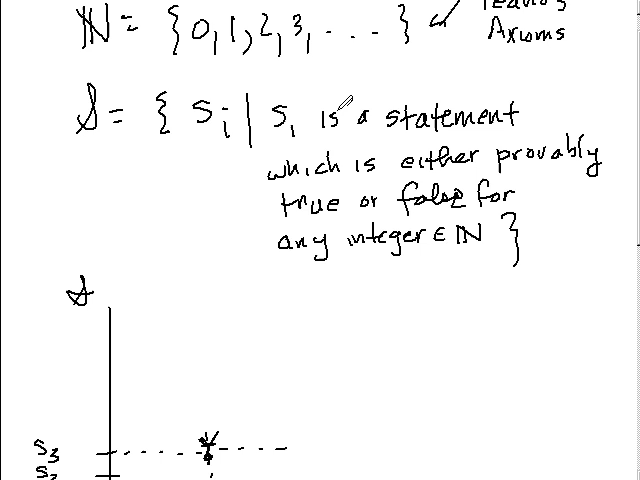 ℕ = {0, 1, 2, 3, ...} ↙
Axioms
S = { Sᵢ | Sᵢ is a statement
which is either provably
true or false for
any integer ∈ ℕ }
S
S₃